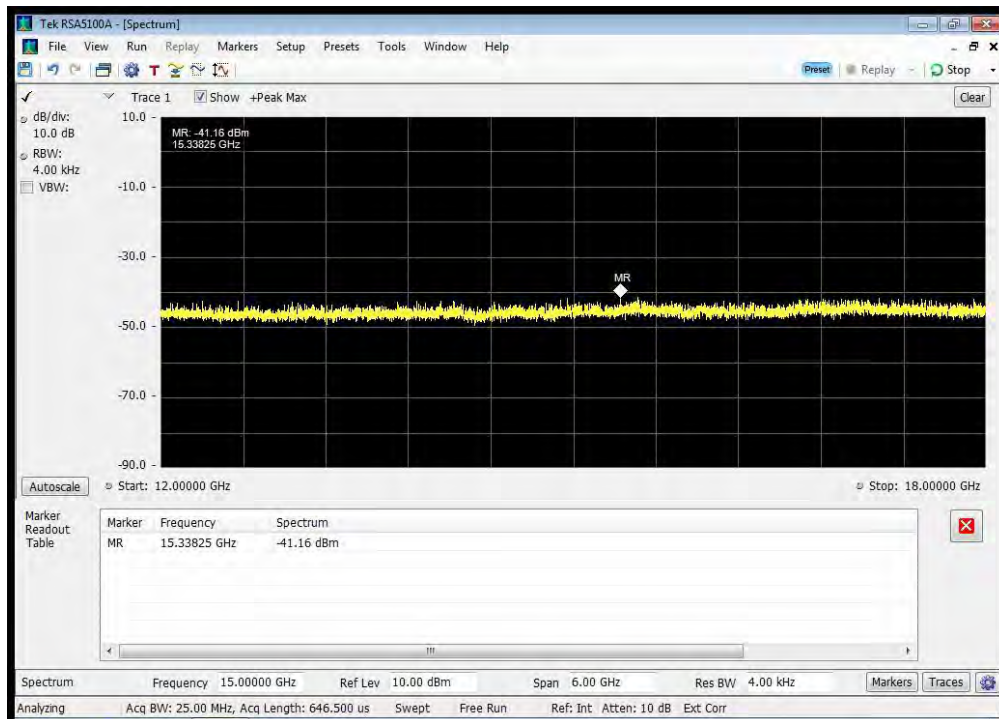 Tek RSA5100A - [Spectrum]
File View Run Replay Markers Setup Presets Tools Window Help
Preset Replay Stop
Trace 1 Show +Peak Max Clear
dB/div:
10.0 dB
RBW:
4.00 kHz
VBW:
10.0
-10.0
-30.0
-50.0
-70.0
-90.0
MR: -41.16 dBm
15.33825 GHz
MR
Autoscale Start: 12.00000 GHz Stop: 18.00000 GHz
Marker
Readout
Table
Marker Frequency Spectrum
MR 15.33825 GHz -41.16 dBm
Spectrum Frequency 15.00000 GHz Ref Lev 10.00 dBm Span 6.00 GHz Res BW 4.00 kHz Markers Traces
Analyzing Acq BW: 25.00 MHz, Acq Length: 646.500 us Swept Free Run Ref: Int Atten: 10 dB Ext Corr